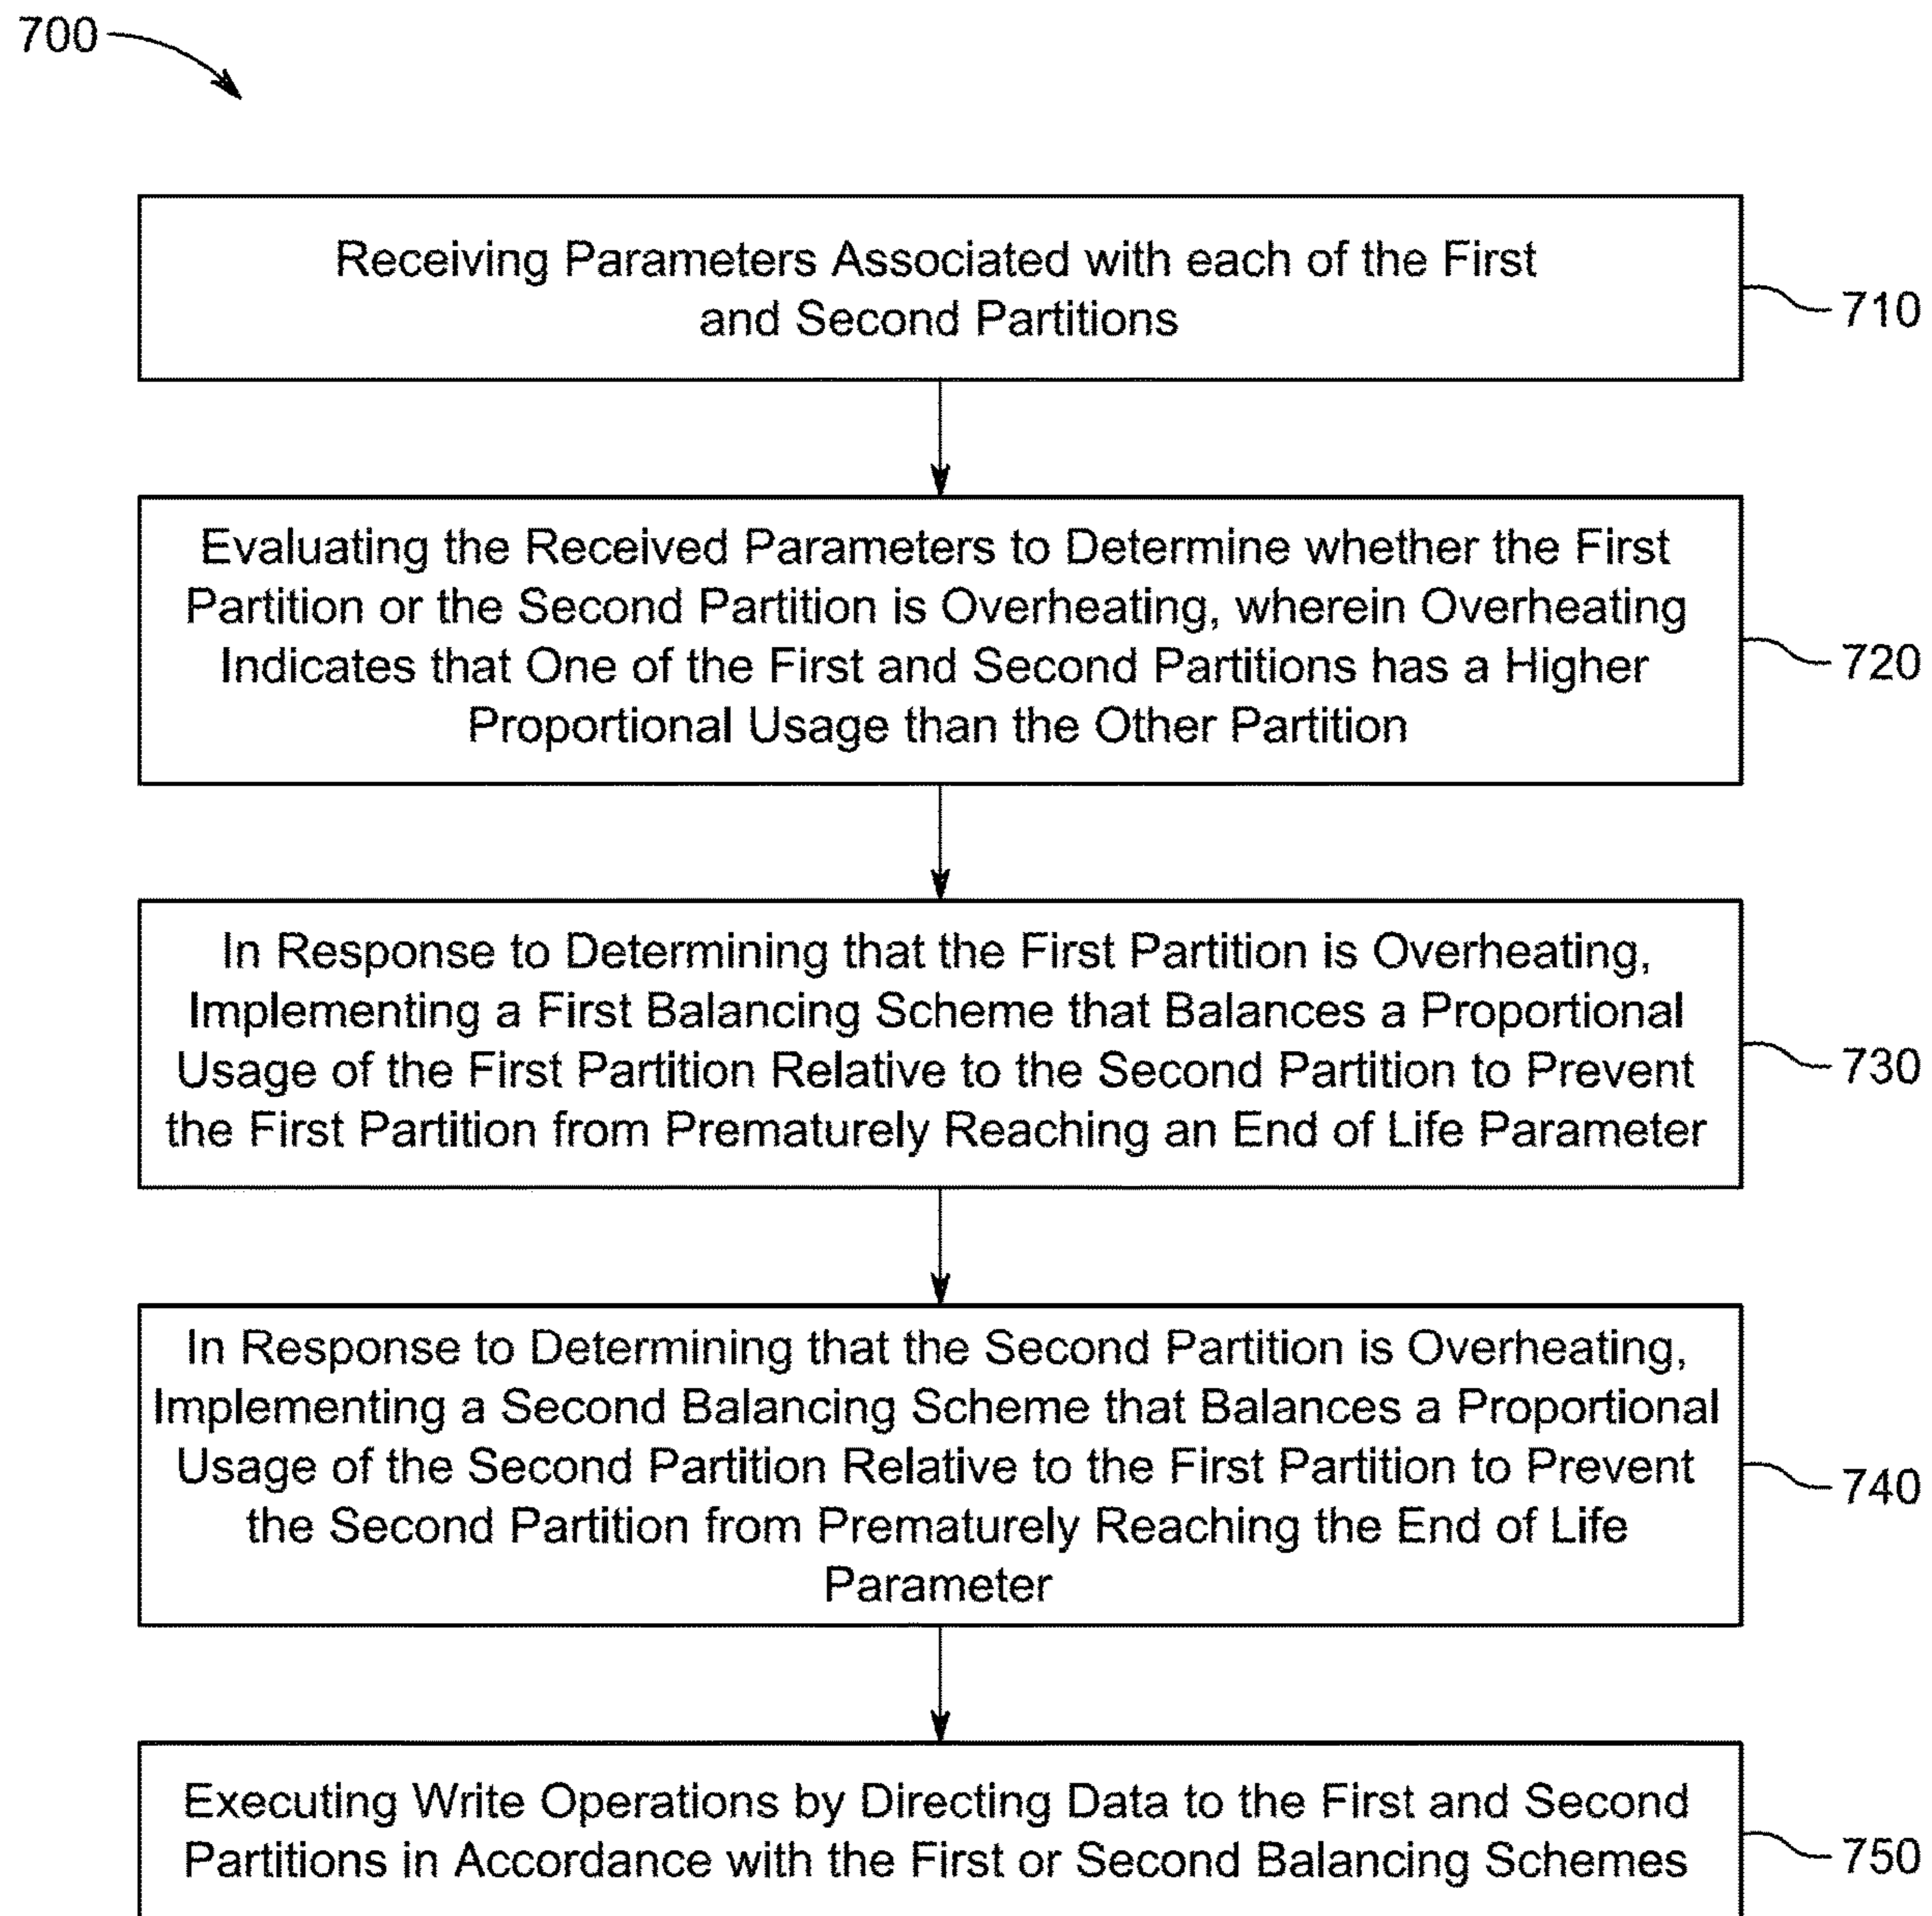 700
Receiving Parameters Associated with each of the First
and Second Partitions
710
Evaluating the Received Parameters to Determine whether the First
Partition or the Second Partition is Overheating, wherein Overheating
Indicates that One of the First and Second Partitions has a Higher
Proportional Usage than the Other Partition
720
In Response to Determining that the First Partition is Overheating,
Implementing a First Balancing Scheme that Balances a Proportional
Usage of the First Partition Relative to the Second Partition to Prevent
the First Partition from Prematurely Reaching an End of Life Parameter
730
In Response to Determining that the Second Partition is Overheating,
Implementing a Second Balancing Scheme that Balances a Proportional
Usage of the Second Partition Relative to the First Partition to Prevent
the Second Partition from Prematurely Reaching the End of Life
Parameter
740
Executing Write Operations by Directing Data to the First and Second
Partitions in Accordance with the First or Second Balancing Schemes
750